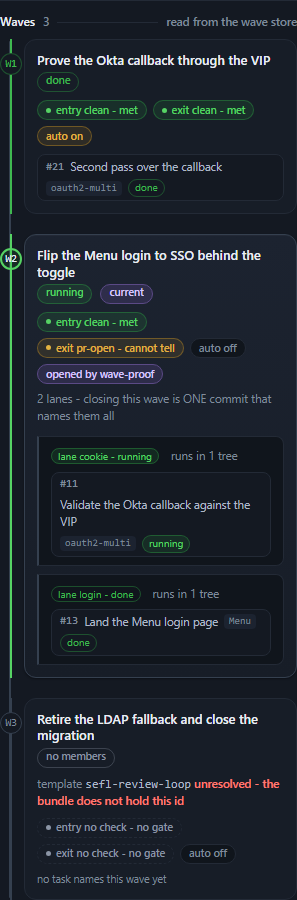 Waves 3 read from the wave store
W1
Prove the Okta callback through the VIP
done
entry clean - met exit clean - met
auto on
#21 Second pass over the callback
oauth2-multi done
W2
Flip the Menu login to SSO behind the
toggle
running current
entry clean - met
exit pr-open - cannot tell auto off
opened by wave-proof
2 lanes - closing this wave is ONE commit that
names them all
lane cookie - running runs in 1 tree
#11
Validate the Okta callback against the
VIP
oauth2-multi running
lane login - done runs in 1 tree
#13 Land the Menu login page Menu
done
W3
Retire the LDAP fallback and close the
migration
no members
template sefl-review-loop unresolved - the
bundle does not hold this id
entry no check - no gate
exit no check - no gate auto off
no task names this wave yet